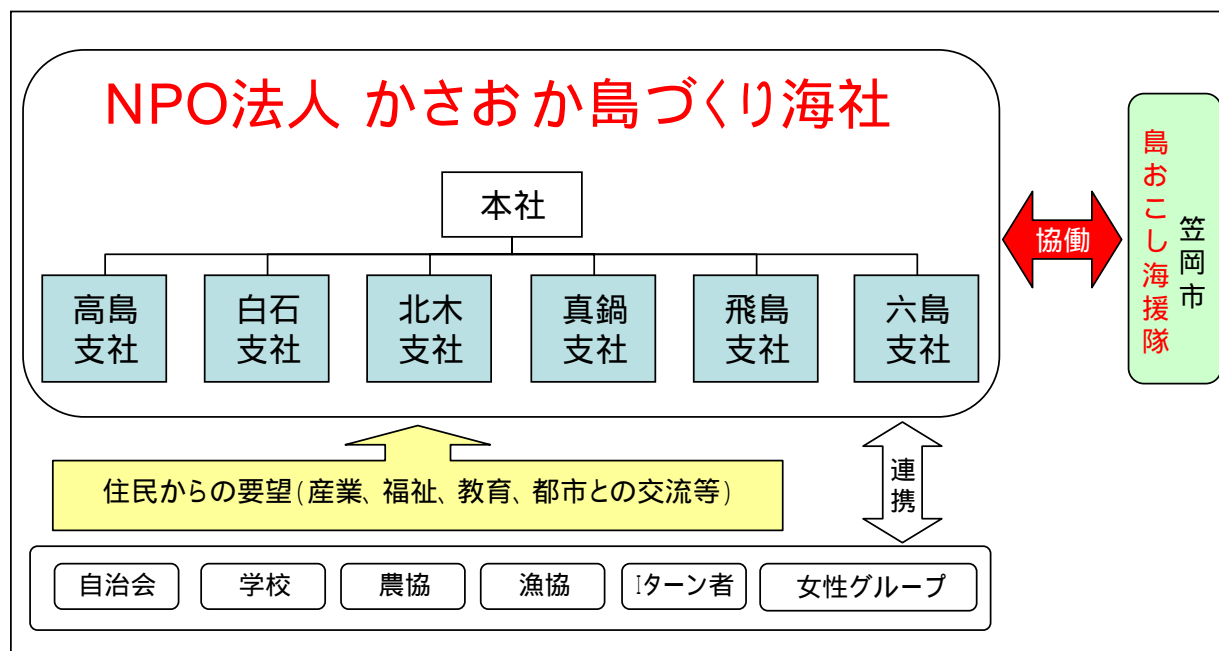 NPO法人 かさおか島づくり海社
本社
高島
支社
白石
支社
北木
支社
真鍋
支社
飛島
支社
六島
支社
協働
笠岡市
島おこし海援隊
住民からの要望(産業、福祉、教育、都市との交流等)
連携
自治会
学校
農協
漁協
Iターン者
女性グループ